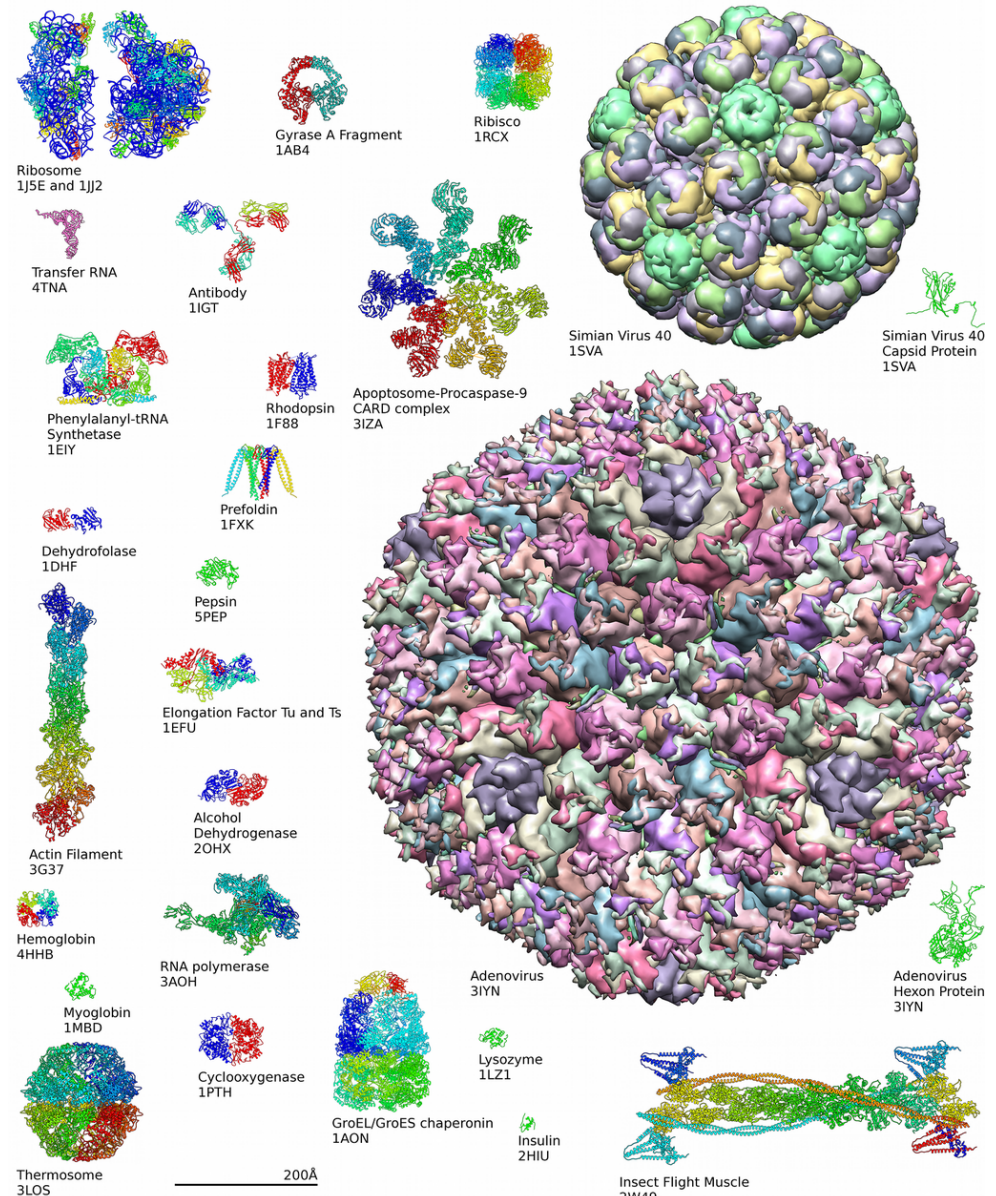 Ribosome
1J5E and 1JJ2
Gyrase A Fragment
1AB4
Ribisco
1RCX
Transfer RNA
4TNA
Antibody
1IGT
Simian Virus 40
1SVA
Simian Virus 40
Capsid Protein
1SVA
Phenylalanyl-tRNA
Synthetase
1EIY
Rhodopsin
1F88
Apoptosome-Procaspase-9
CARD complex
3IZA
Prefoldin
1FXK
Dehydrofolase
1DHF
Pepsin
5PEP
Elongation Factor Tu and Ts
1EFU
Alcohol
Dehydrogenase
2OHX
Actin Filament
3G37
Hemoglobin
4HHB
RNA polymerase
3AOH
Adenovirus
3IYN
Adenovirus
Hexon Protein
3IYN
Myoglobin
1MBD
Cyclooxygenase
1PTH
Lysozyme
1LZ1
GroEL/GroES chaperonin
1AON
Insulin
2HIU
Thermosome
3LOS
200Å
Insect Flight Muscle